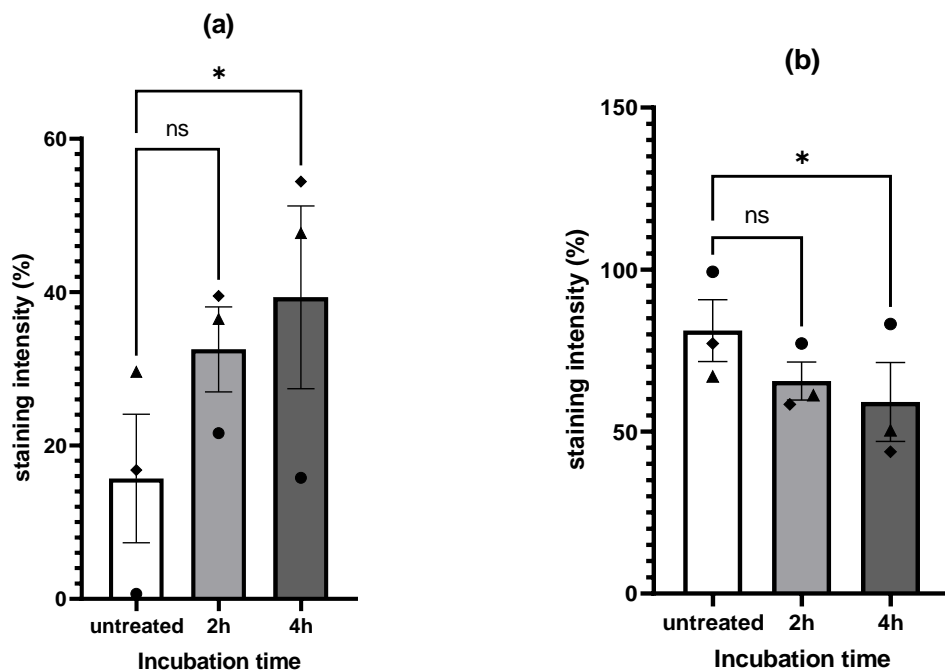 (a)
*
ns
60
40
20
0
staining intensity (%)
untreated 2h 4h
Incubation time
(b)
*
ns
150
100
50
0
staining intensity (%)
untreated 2h 4h
Incubation time